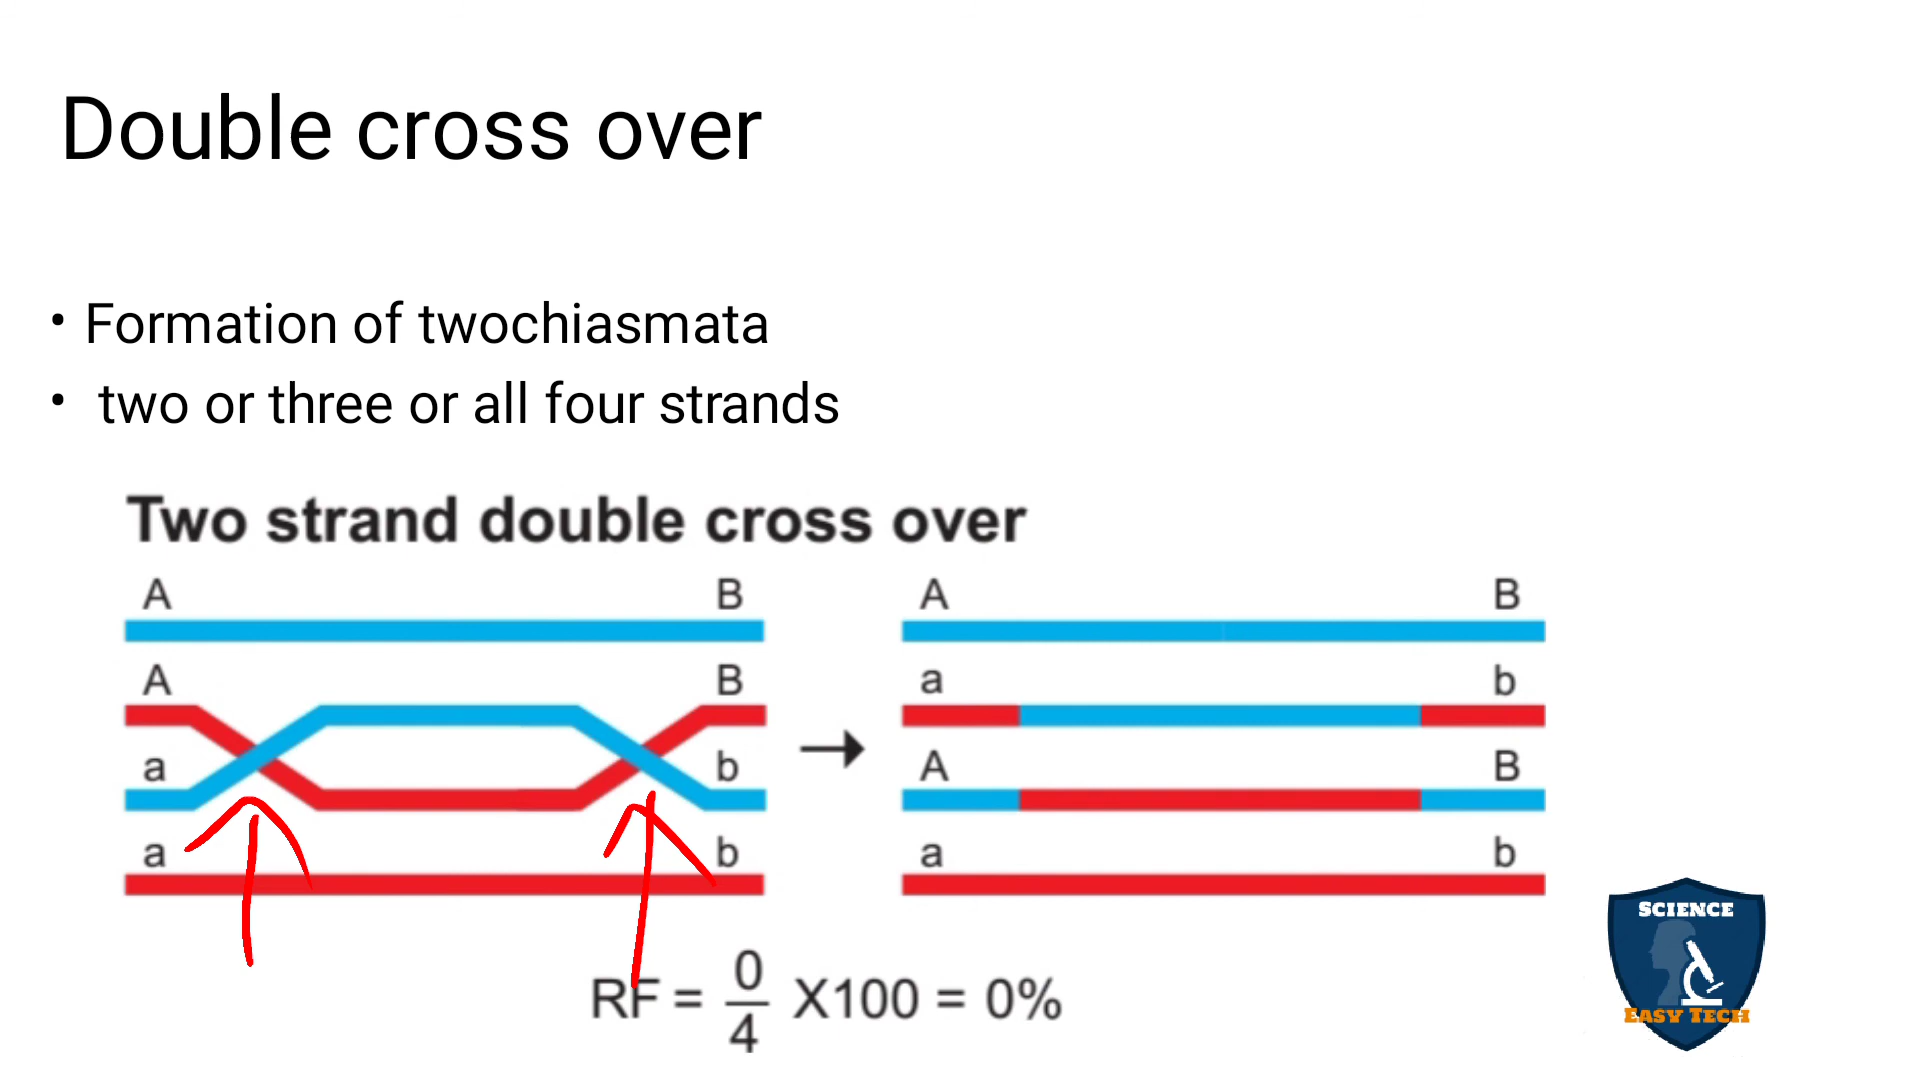 Double cross over
• Formation of twochiasmata
• two or three or all four strands
Two strand double cross over
A B A B
A B a b
a b A B
a b a b
RF = 0/4 X100 = 0%
SCIENCE
EASY TECH